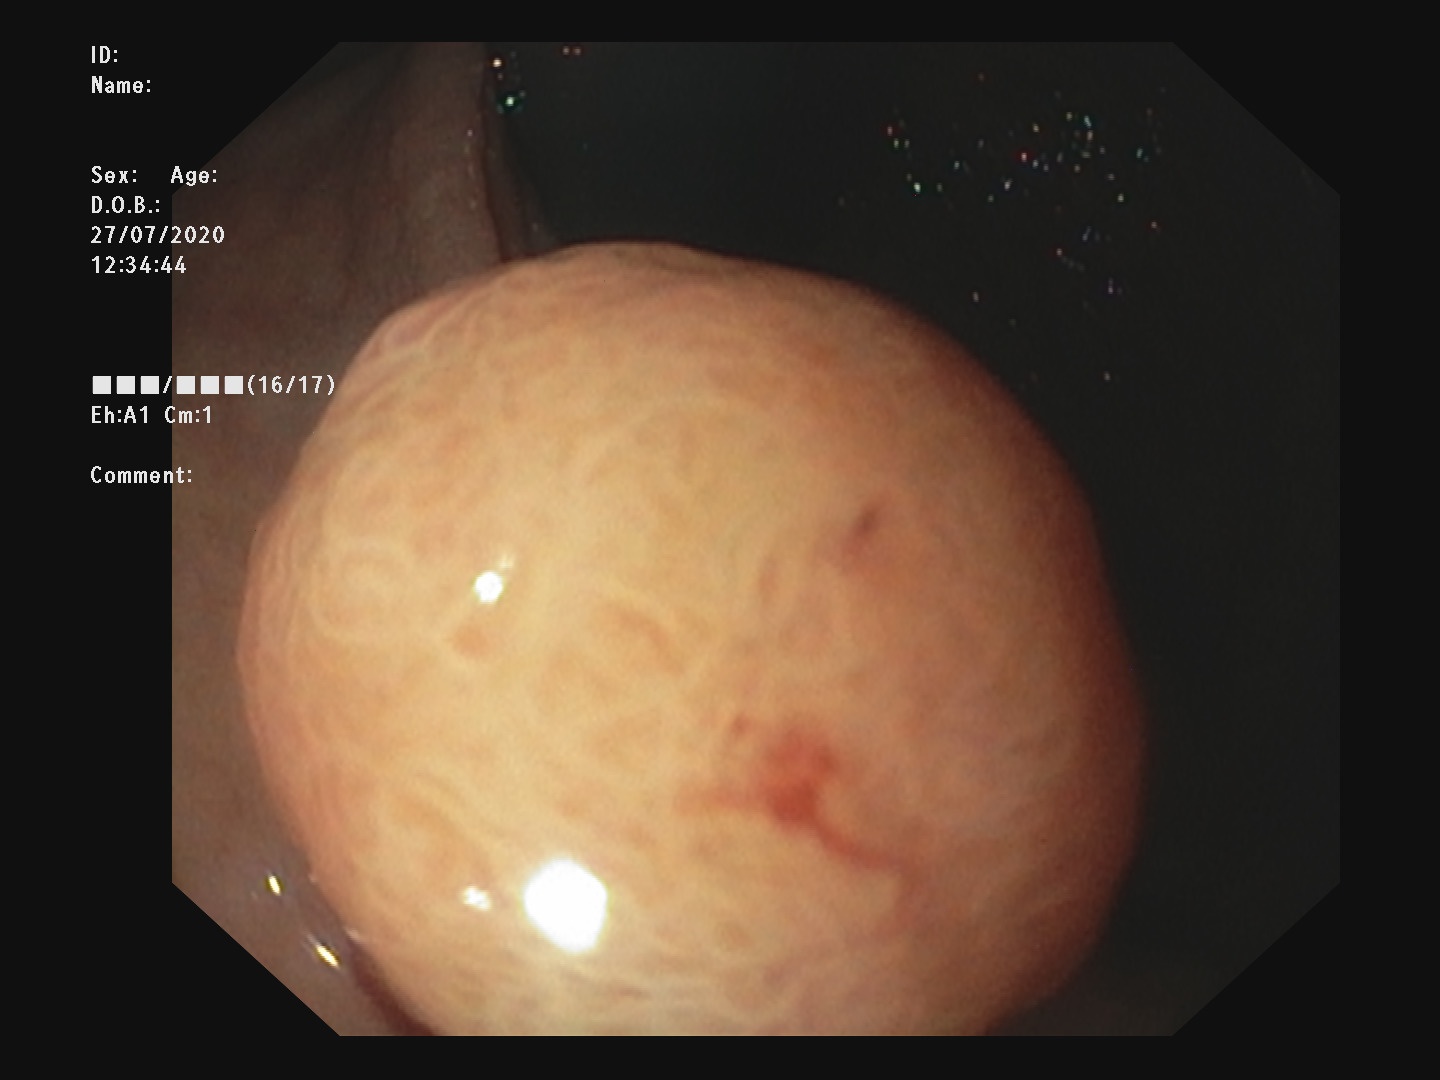 ID:
Name:
Sex: Age:
D.O.B.:
27/07/2020
12:34:44
■■■/■■■(16/17)
Eh:A1 Cm:1
Comment: